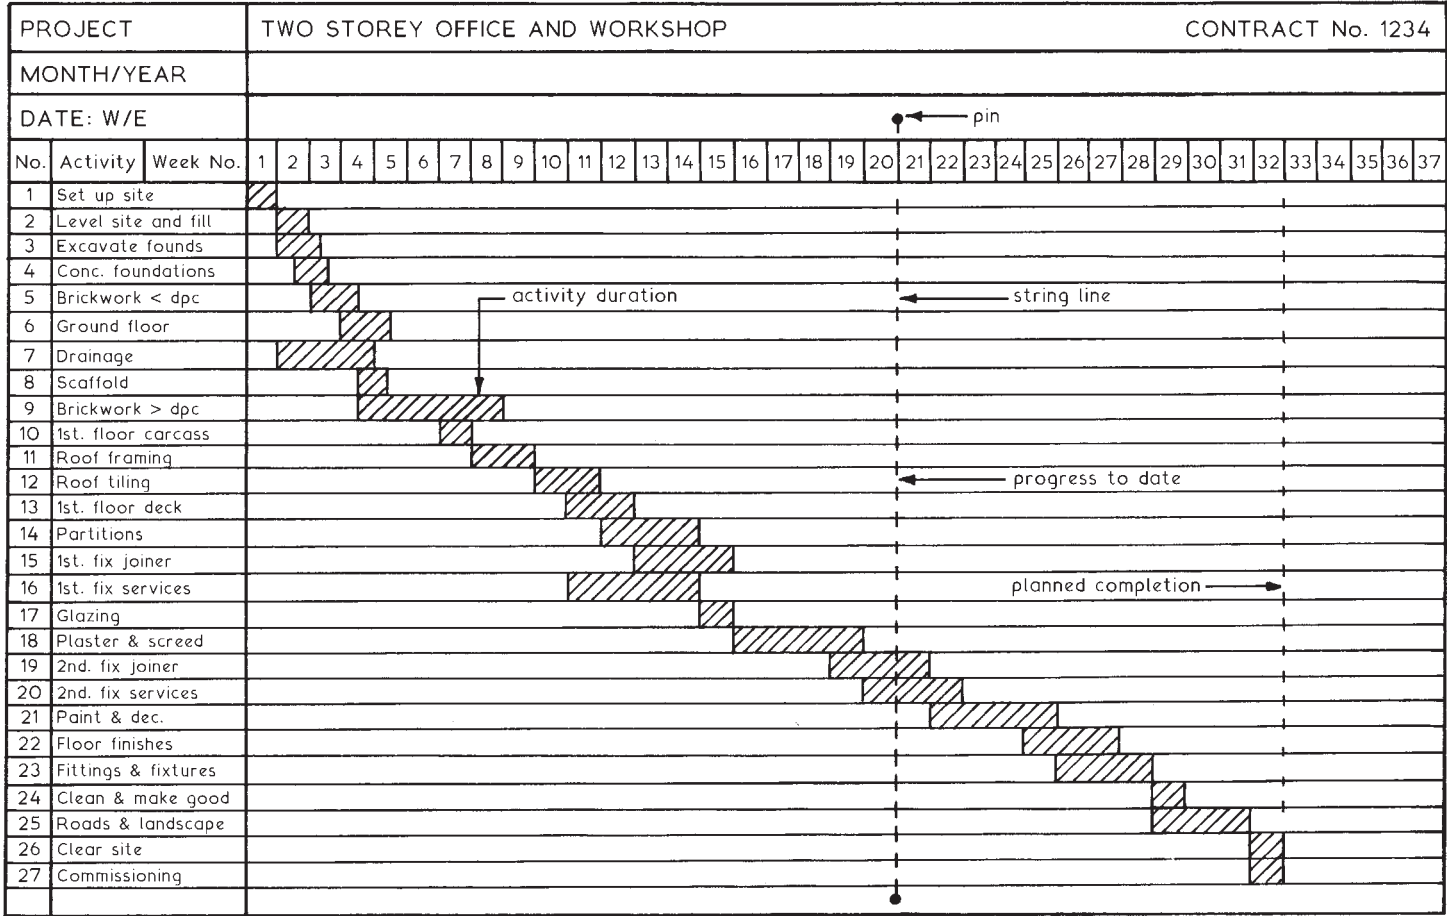 PROJECT TWO STOREY OFFICE AND WORKSHOP CONTRACT No. 1234
MONTH/YEAR
DATE: W/E pin
No. Activity Week No. 1 2 3 4 5 6 7 8 9 10 11 12 13 14 15 16 17 18 19 20 21 22 23 24 25 26 27 28 29 30 31 32 33 34 35 36 37
1 Set up site
2 Level site and fill
3 Excavate founds
4 Conc. foundations
5 Brickwork < dpc activity duration string line
6 Ground floor
7 Drainage
8 Scaffold
9 Brickwork > dpc
10 1st. floor carcass
11 Roof framing
12 Roof tiling progress to date
13 1st. floor deck
14 Partitions
15 1st. fix joiner
16 1st. fix services planned completion
17 Glazing
18 Plaster & screed
19 2nd. fix joiner
20 2nd. fix services
21 Paint & dec.
22 Floor finishes
23 Fittings & fixtures
24 Clean & make good
25 Roads & landscape
26 Clear site
27 Commissioning